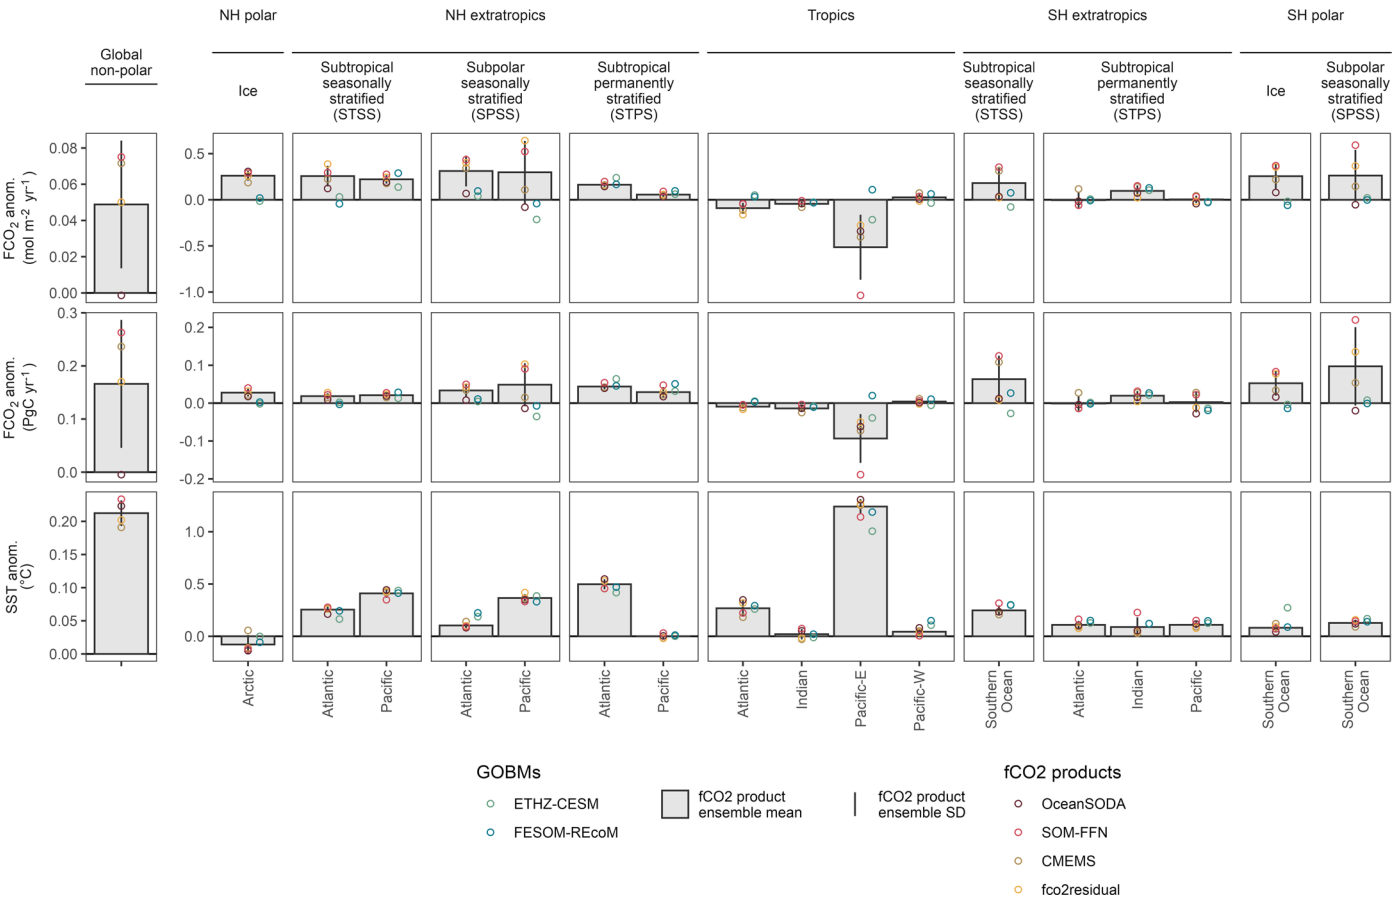 NH polar
NH extratropics
Tropics
SH extratropics
SH polar
Global
non-polar
Ice
Subtropical
seasonally
stratified
(STSS)
Subpolar
seasonally
stratified
(SPSS)
Subtropical
permanently
stratified
(STPS)
Subtropical
seasonally
stratified
(STSS)
Subtropical
permanently
stratified
(STPS)
Ice
Subpolar
seasonally
stratified
(SPSS)
FCO2 anom.
(mol m⁻² yr⁻¹)
0.08
0.06
0.04
0.02
0.00
0.5
0.0
-0.5
-1.0
FCO2 anom.
(PgC yr⁻¹)
0.3
0.2
0.1
0.0
0.2
0.1
0.0
-0.1
-0.2
SST anom.
(°C)
0.20
0.15
0.10
0.05
0.00
1.0
0.5
0.0
Arctic
Atlantic
Pacific
Atlantic
Pacific
Atlantic
Pacific
Atlantic
Indian
Pacific-E
Pacific-W
Southern
Ocean
Atlantic
Indian
Pacific
Southern
Ocean
Southern
Ocean
GOBMs
ETHZ-CESM
FESOM-REcoM
fCO2 product
ensemble mean
fCO2 product
ensemble SD
fCO2 products
OceanSODA
SOM-FFN
CMEMS
fco2residual